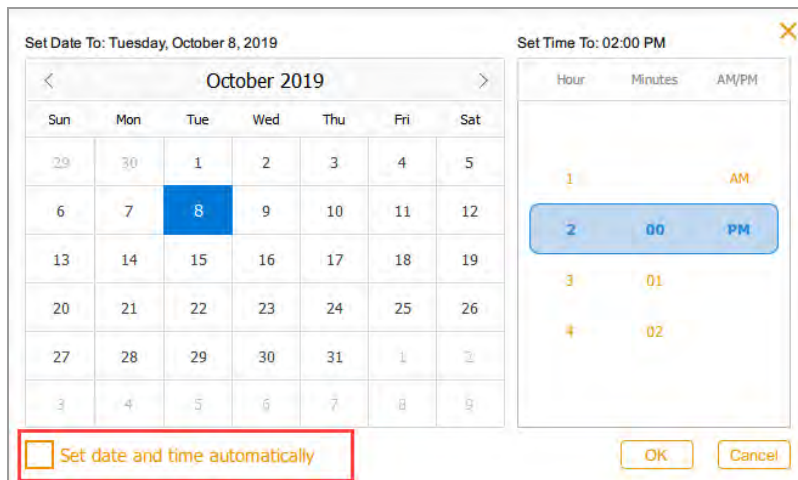 Set Date To: Tuesday, October 8, 2019
< October 2019 >
Sun Mon Tue Wed Thu Fri Sat
29 30 1 2 3 4 5
6 7 8 9 10 11 12
13 14 15 16 17 18 19
20 21 22 23 24 25 26
27 28 29 30 31 1 2
3 4 5 6 7 8 9
Set Time To: 02:00 PM
Hour Minutes AM/PM
1 AM
2 00 PM
3 01
4 02
Set date and time automatically
OK Cancel